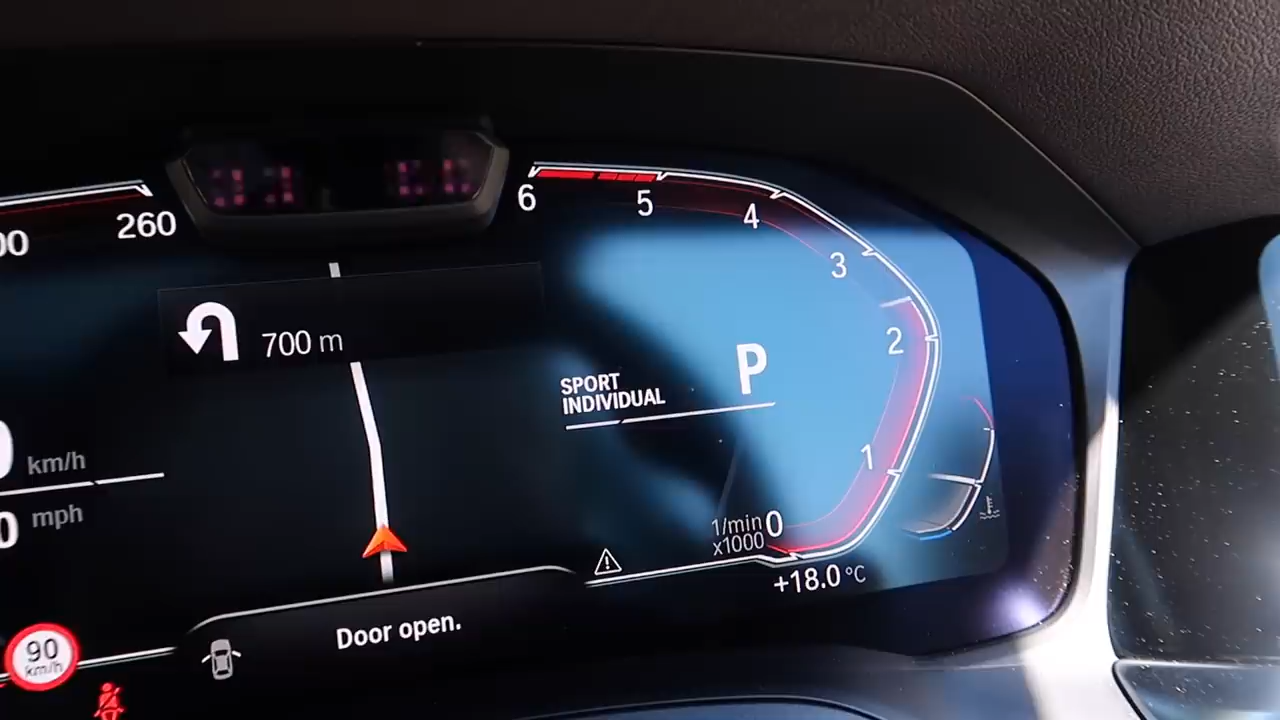 260
6
5
4
3
2
1
0
1/min
x1000
700 m
SPORT
INDIVIDUAL
P
km/h
mph
+18.0 °C
Door open.
90
km/h